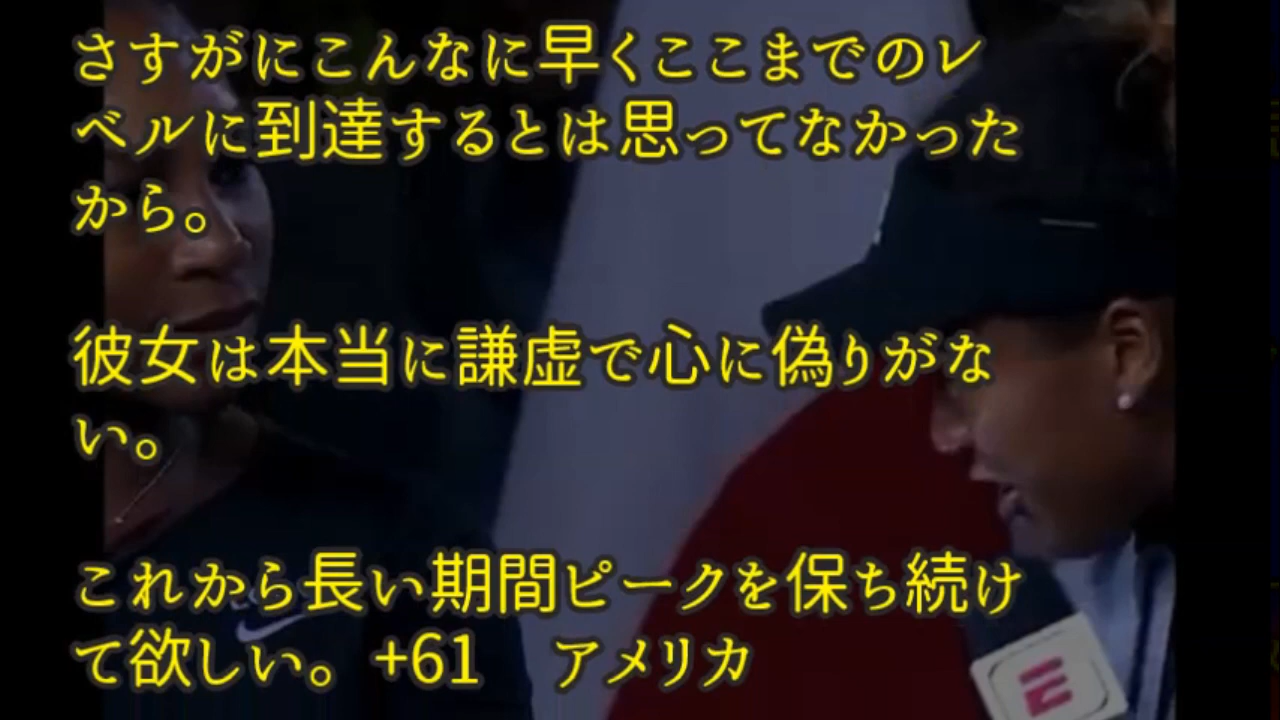 さすがにこんなに早くここまでのレ
ベルに到達するとは思ってなかった
から。
彼女は本当に謙虚で心に偽りがな
い。
これから長い期間ピークを保ち続け
て欲しい。+61　アメリカ
E